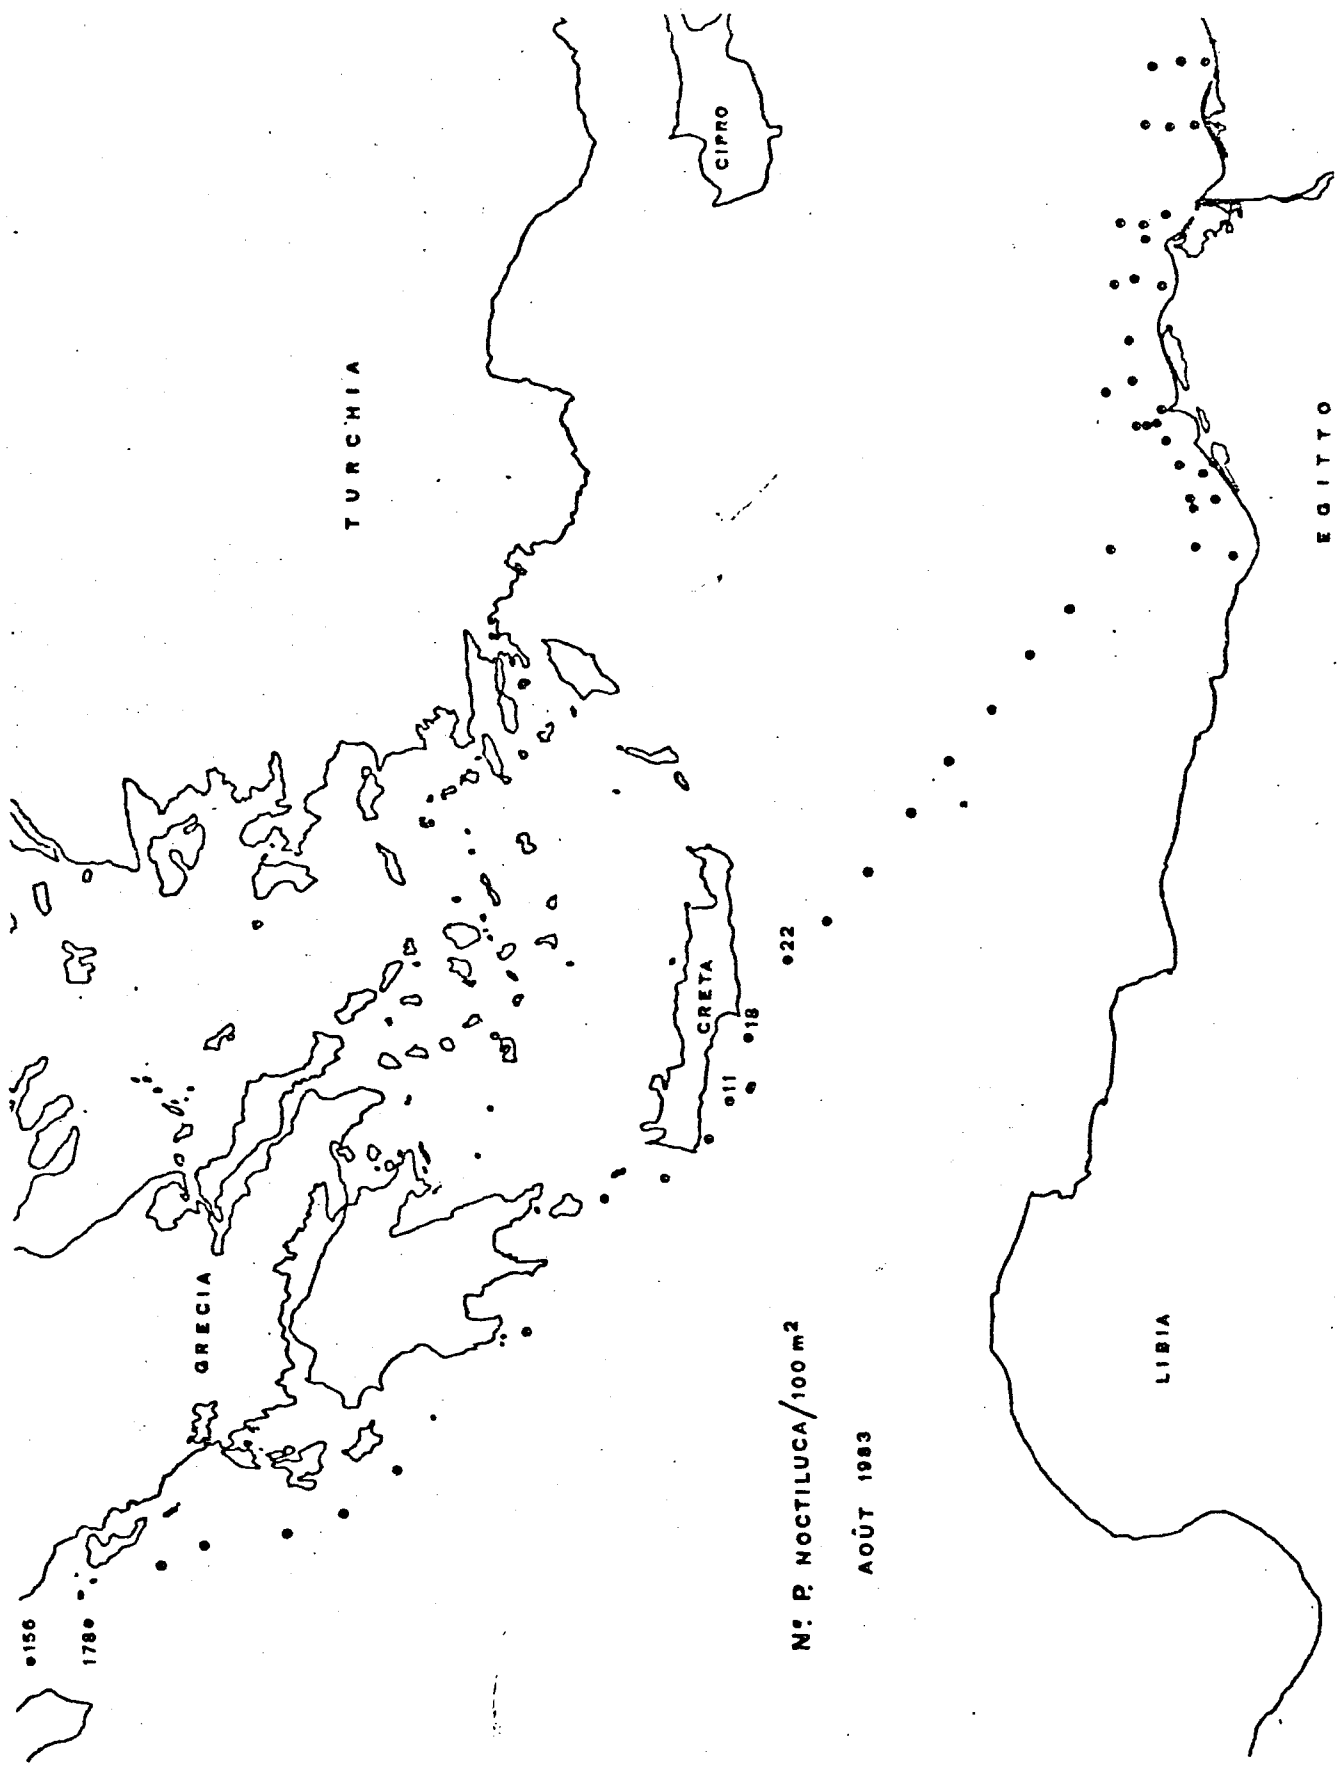 156
178
GRECIA
TURCHIA
CIPRO
CRETA
11
18
22
Nº. P. NOCTILUCA/100 m²
AOÛT 1983
LIBIA
EGITTO